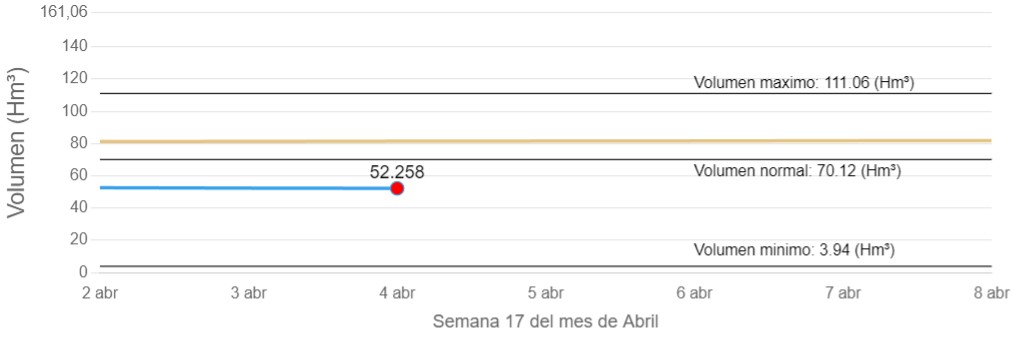 161,06
140
120
100
80
60
40
20
0
Volumen (Hm³)
Volumen maximo: 111.06 (Hm³)
52.258
Volumen normal: 70.12 (Hm³)
Volumen minimo: 3.94 (Hm³)
2 abr
3 abr
4 abr
5 abr
6 abr
7 abr
8 abr
Semana 17 del mes de Abril